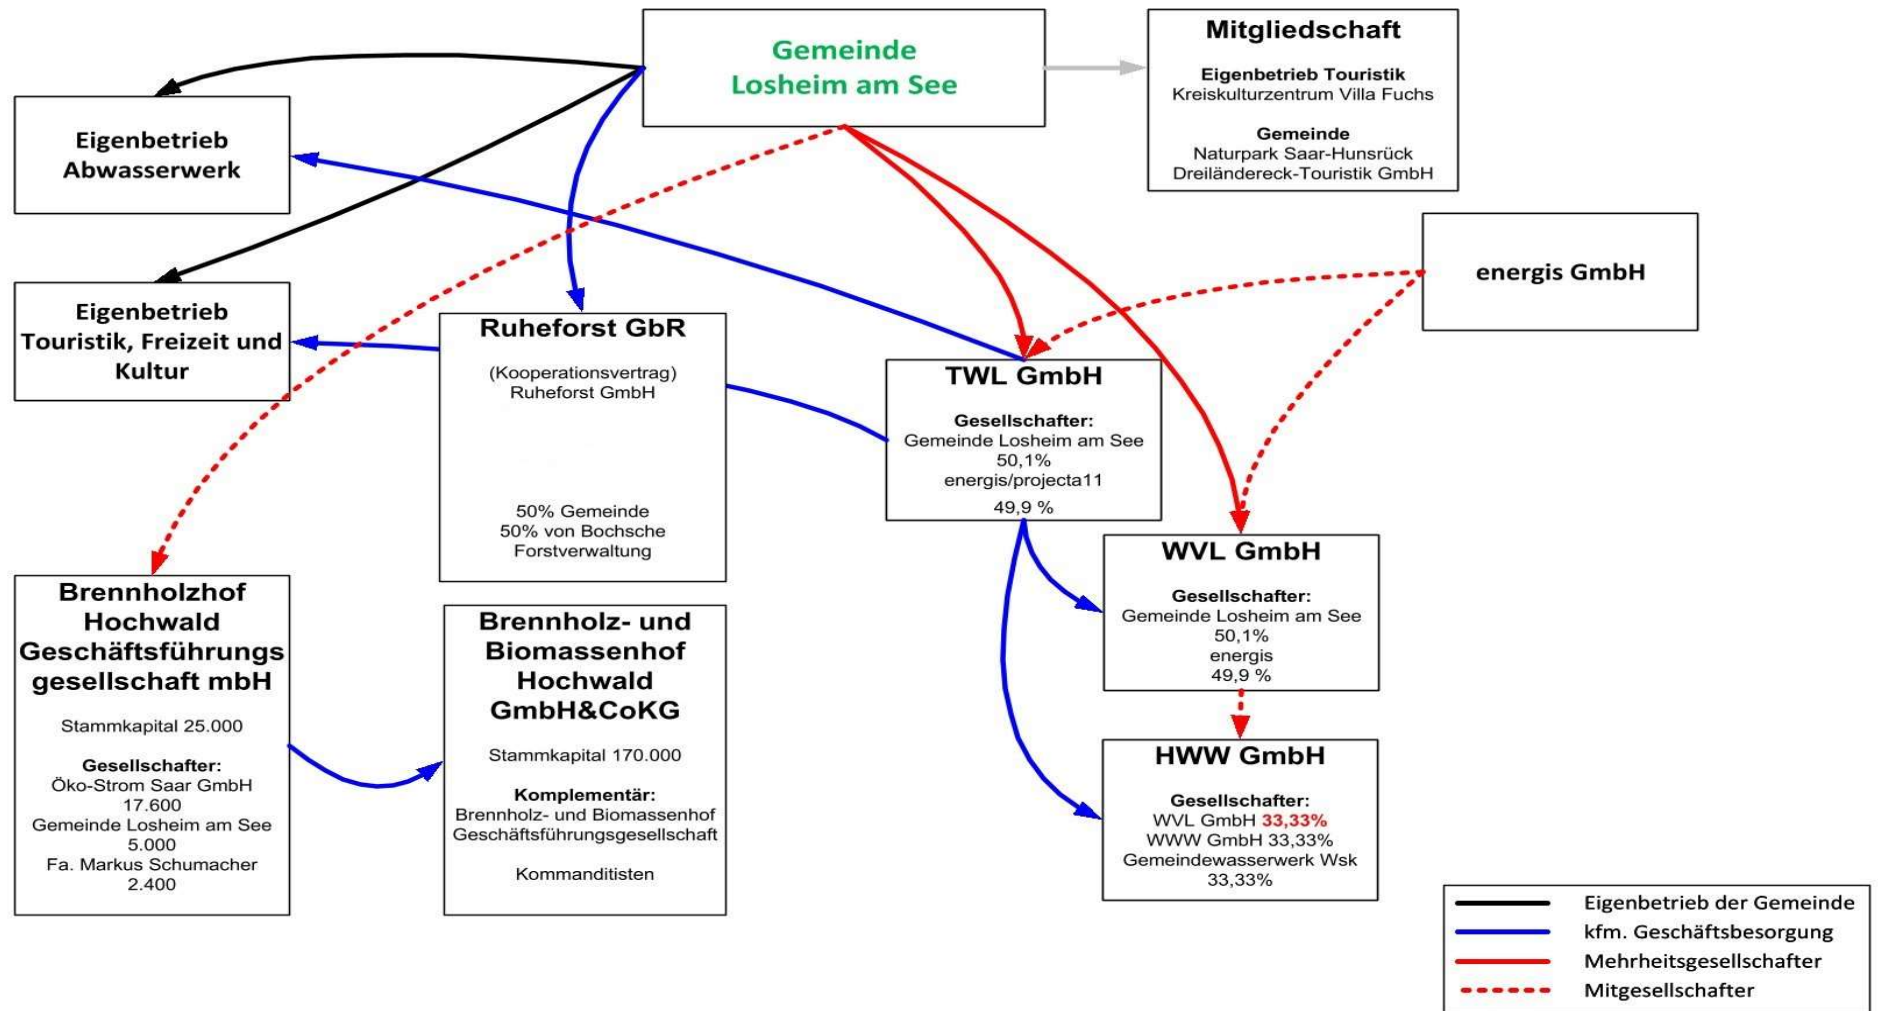 Gemeinde
Losheim am See
Mitgliedschaft
Eigenbetrieb Touristik
Kreiskulturzentrum Villa Fuchs
Gemeinde
Naturpark Saar-Hunsrück
Dreiländereck-Touristik GmbH
Eigenbetrieb
Abwasserwerk
energis GmbH
Eigenbetrieb
Touristik, Freizeit und
Kultur
Ruheforst GbR
(Kooperationsvertrag)
Ruheforst GmbH
50% Gemeinde
50% von Bochsche
Forstverwaltung
TWL GmbH
Gesellschafter:
Gemeinde Losheim am See
50,1%
energis/projecta11
49,9 %
WVL GmbH
Gesellschafter:
Gemeinde Losheim am See
50,1%
energis
49,9 %
Brennholzhof
Hochwald
Geschäftsführungs
gesellschaft mbH
Stammkapital 25.000
Gesellschafter:
Öko-Strom Saar GmbH
17.600
Gemeinde Losheim am See
5.000
Fa. Markus Schumacher
2.400
Brennholz- und
Biomassenhof
Hochwald
GmbH&CoKG
Stammkapital 170.000
Komplementär:
Brennholz- und Biomassenhof
Geschäftsführungsgesellschaft
Kommanditisten
HWW GmbH
Gesellschafter:
WVL GmbH 33,33%
WWW GmbH 33,33%
Gemeindewasserwerk Wsk
33,33%
Eigenbetrieb der Gemeinde
kfm. Geschäftsbesorgung
Mehrheitsgesellschafter
Mitgesellschafter